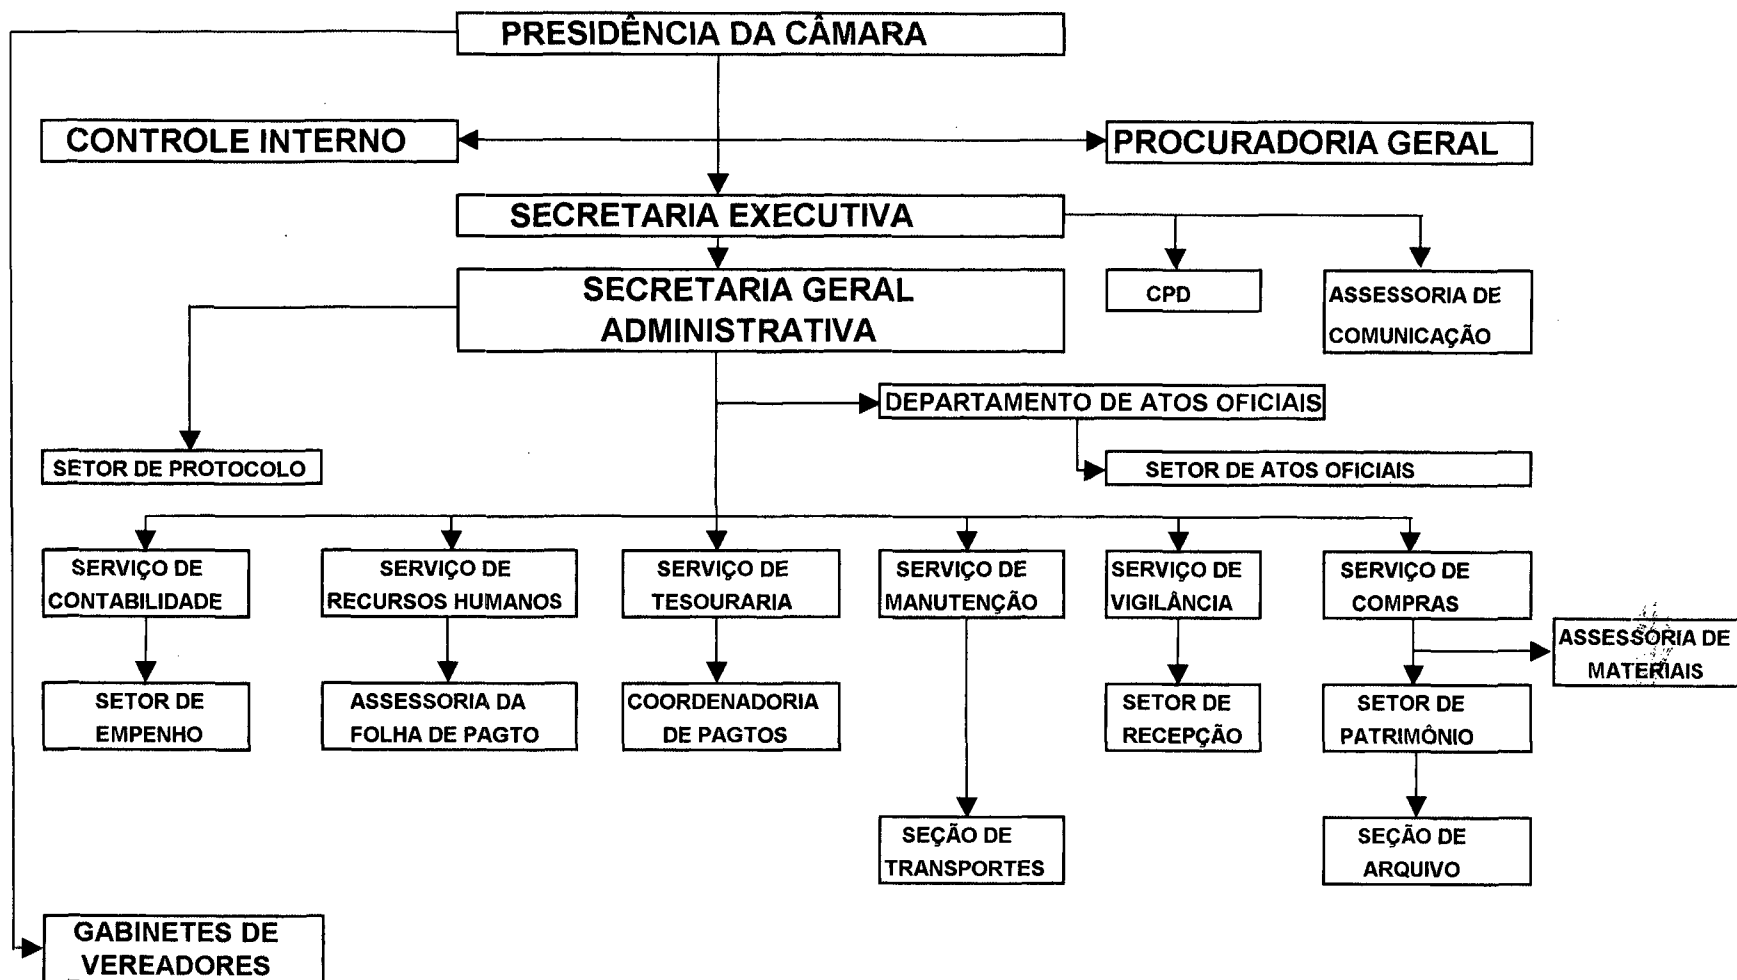 PRESIDÊNCIA DA CÂMARA
CONTROLE INTERNO
PROCURADORIA GERAL
SECRETARIA EXECUTIVA
SECRETARIA GERAL
ADMINISTRATIVA
CPD
ASSESSORIA DE
COMUNICAÇÃO
DEPARTAMENTO DE ATOS OFICIAIS
SETOR DE PROTOCOLO
SETOR DE ATOS OFICIAIS
SERVIÇO DE
CONTABILIDADE
SERVIÇO DE
RECURSOS HUMANOS
SERVIÇO DE
TESOURARIA
SERVIÇO DE
MANUTENÇÃO
SERVIÇO DE
VIGILÂNCIA
SERVIÇO DE
COMPRAS
ASSESSORIA DE
MATERIAIS
SETOR DE
EMPENHO
ASSESSORIA DA
FOLHA DE PAGTO
COORDENADORIA
DE PAGTOS
SETOR DE
RECEPÇÃO
SETOR DE
PATRIMÔNIO
SEÇÃO DE
TRANSPORTES
SEÇÃO DE
ARQUIVO
GABINETES DE
VEREADORES